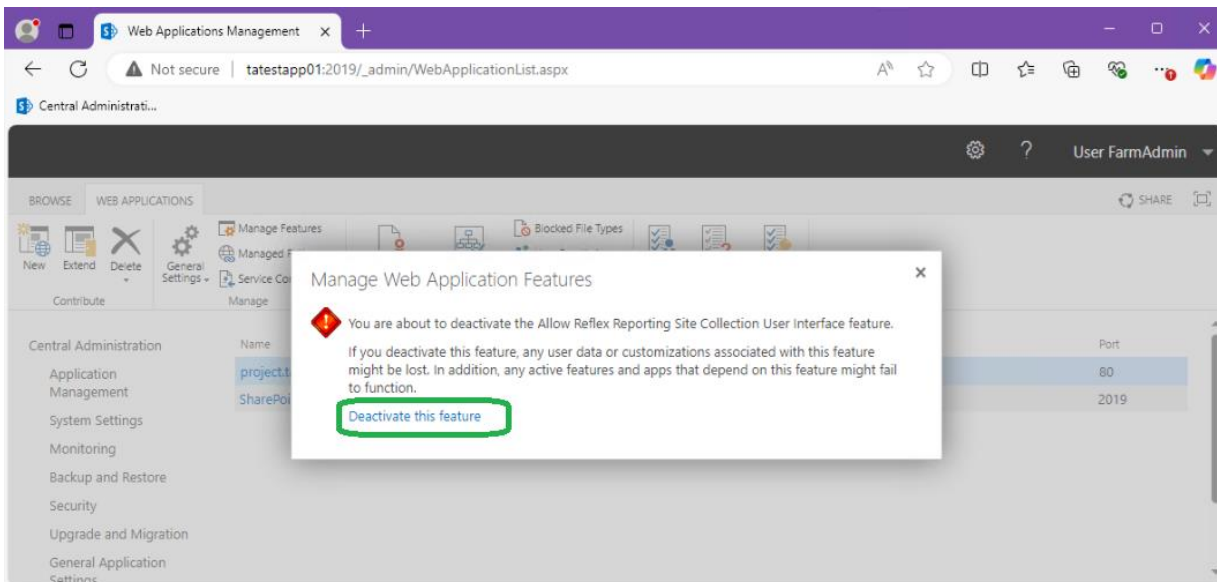 Web Applications Management
Not secure | tatestapp01:2019/_admin/WebApplicationList.aspx
Central Administrati...
? User FarmAdmin
BROWSE WEB APPLICATIONS
SHARE
Manage Features
Blocked File Types
Managed
New Extend Delete General Settings
Service
Contribute Manage
Manage Web Application Features
You are about to deactivate the Allow Reflex Reporting Site Collection User Interface feature.
If you deactivate this feature, any user data or customizations associated with this feature
might be lost. In addition, any active features and apps that depend on this feature might fail
to function.
Deactivate this feature
Central Administration
Application
Management
System Settings
Monitoring
Backup and Restore
Security
Upgrade and Migration
General Application
Settings
Name Port
project.t 80
SharePoi 2019